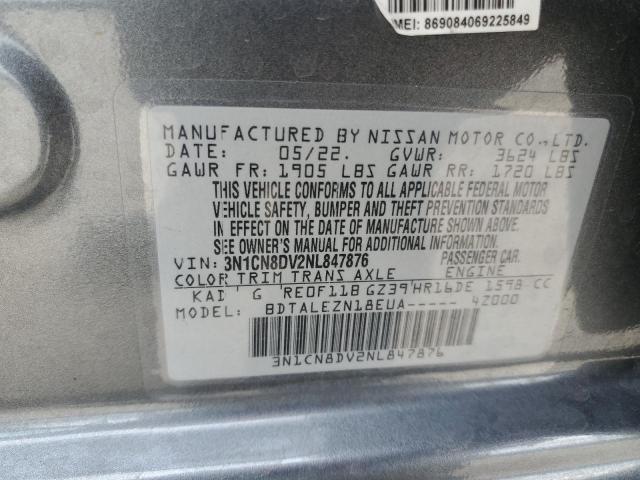 MEI: 869084069225849
MANUFACTURED BY NISSAN MOTOR CO.,LTD.
DATE: 05/22. GVWR: 3624 LBS
GAWR FR: 1905 LBS GAWR RR: 1720 LBS
THIS VEHICLE CONFORMS TO ALL APPLICABLE FEDERAL MOTOR
VEHICLE SAFETY, BUMPER AND THEFT PREVENTION STANDARDS
IN EFFECT ON THE DATE OF MANUFACTURE SHOWN ABOVE.
SEE OWNER'S MANUAL FOR ADDITIONAL INFORMATION
VIN: 3N1CN8DV2NL847876 PASSENGER CAR.
COLOR TRIM TRANS AXLE ENGINE
KAD G RE0F11B GZ39 HR16DE 1598 CC
MODEL: BDTALEZN18EUA----- 4Z000
3N1CN8DV2NL847876